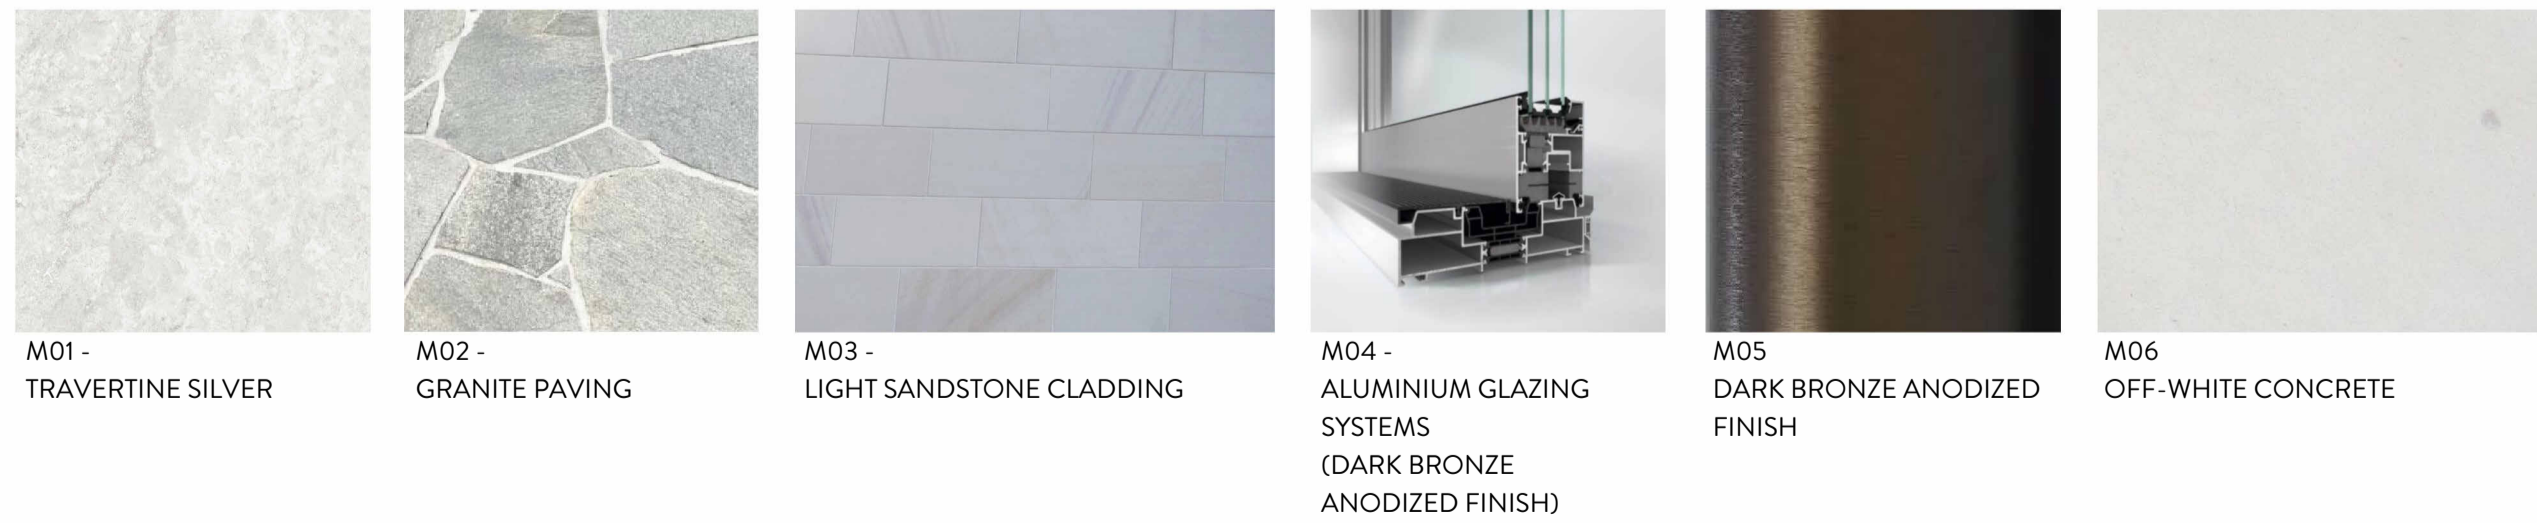 M01 -
TRAVERTINE SILVER
M02 -
GRANITE PAVING
M03 -
LIGHT SANDSTONE CLADDING
M04 -
ALUMINIUM GLAZING
SYSTEMS
(DARK BRONZE
ANODIZED FINISH)
M05
DARK BRONZE ANODIZED
FINISH
M06
OFF-WHITE CONCRETE